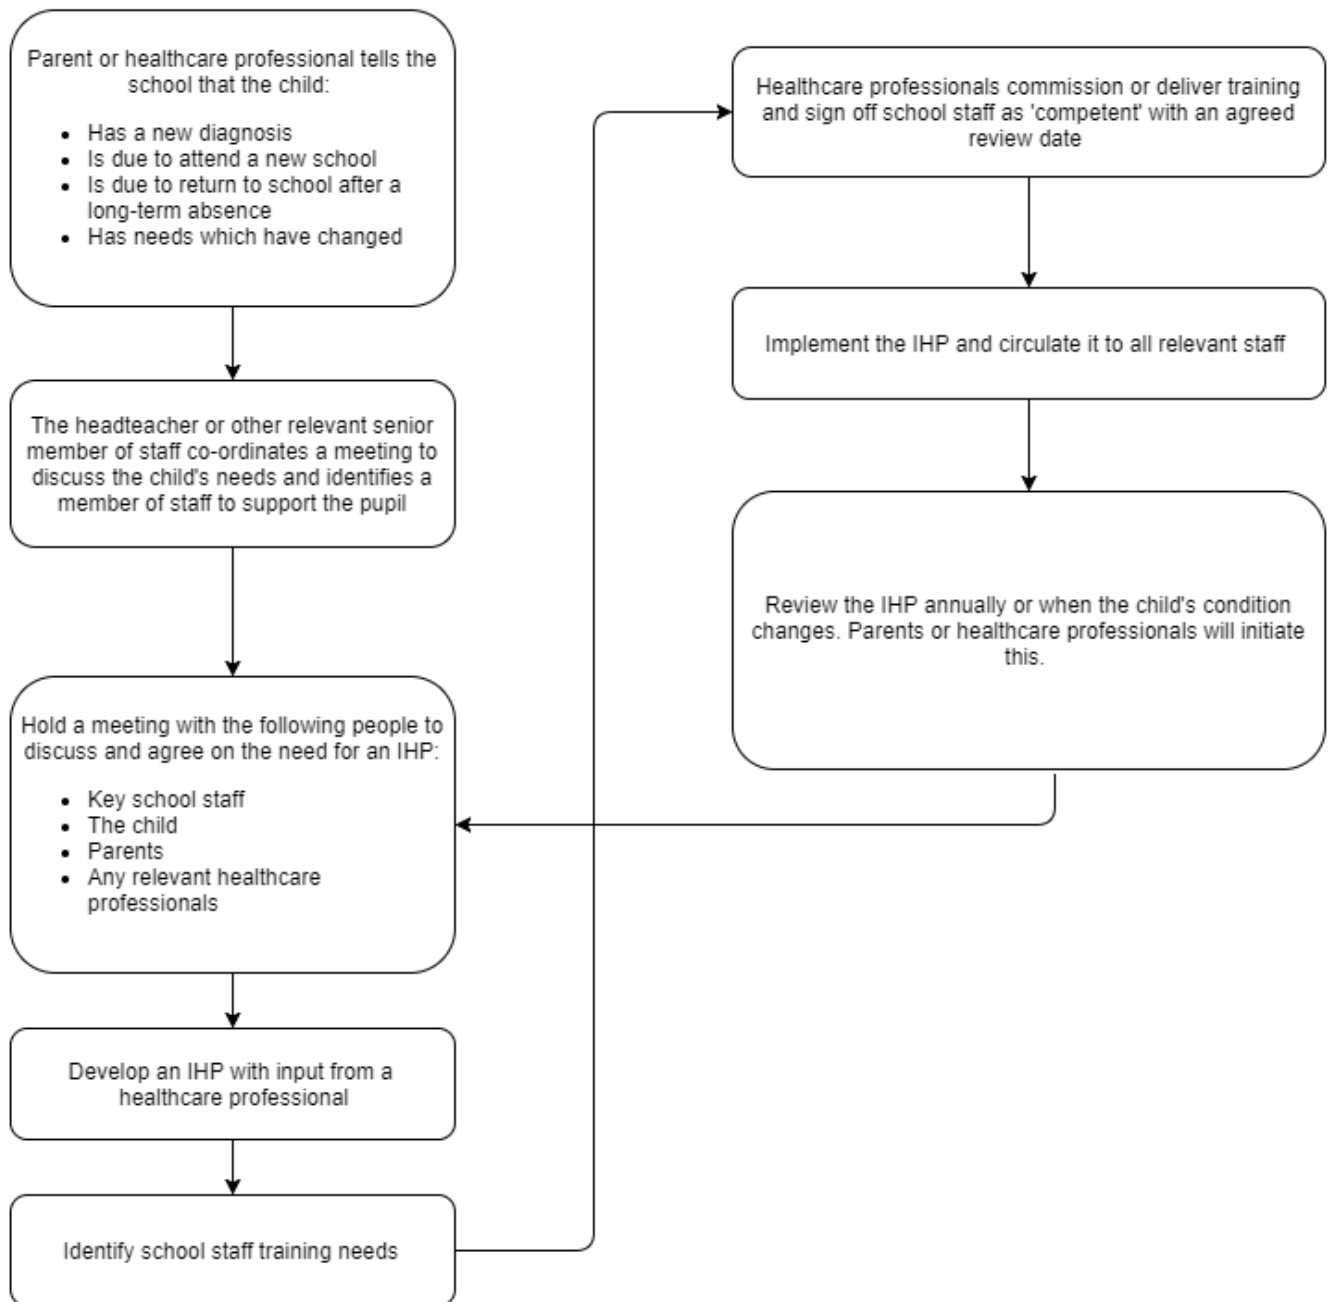 Parent or healthcare professional tells the
school that the child:
• Has a new diagnosis
• Is due to attend a new school
• Is due to return to school after a
long-term absence
• Has needs which have changed
The headteacher or other relevant senior
member of staff co-ordinates a meeting to
discuss the child's needs and identifies a
member of staff to support the pupil
Hold a meeting with the following people to
discuss and agree on the need for an IHP:
• Key school staff
• The child
• Parents
• Any relevant healthcare
professionals
Develop an IHP with input from a
healthcare professional
Identify school staff training needs
Healthcare professionals commission or deliver training
and sign off school staff as 'competent' with an agreed
review date
Implement the IHP and circulate it to all relevant staff
Review the IHP annually or when the child's condition
changes. Parents or healthcare professionals will initiate
this.